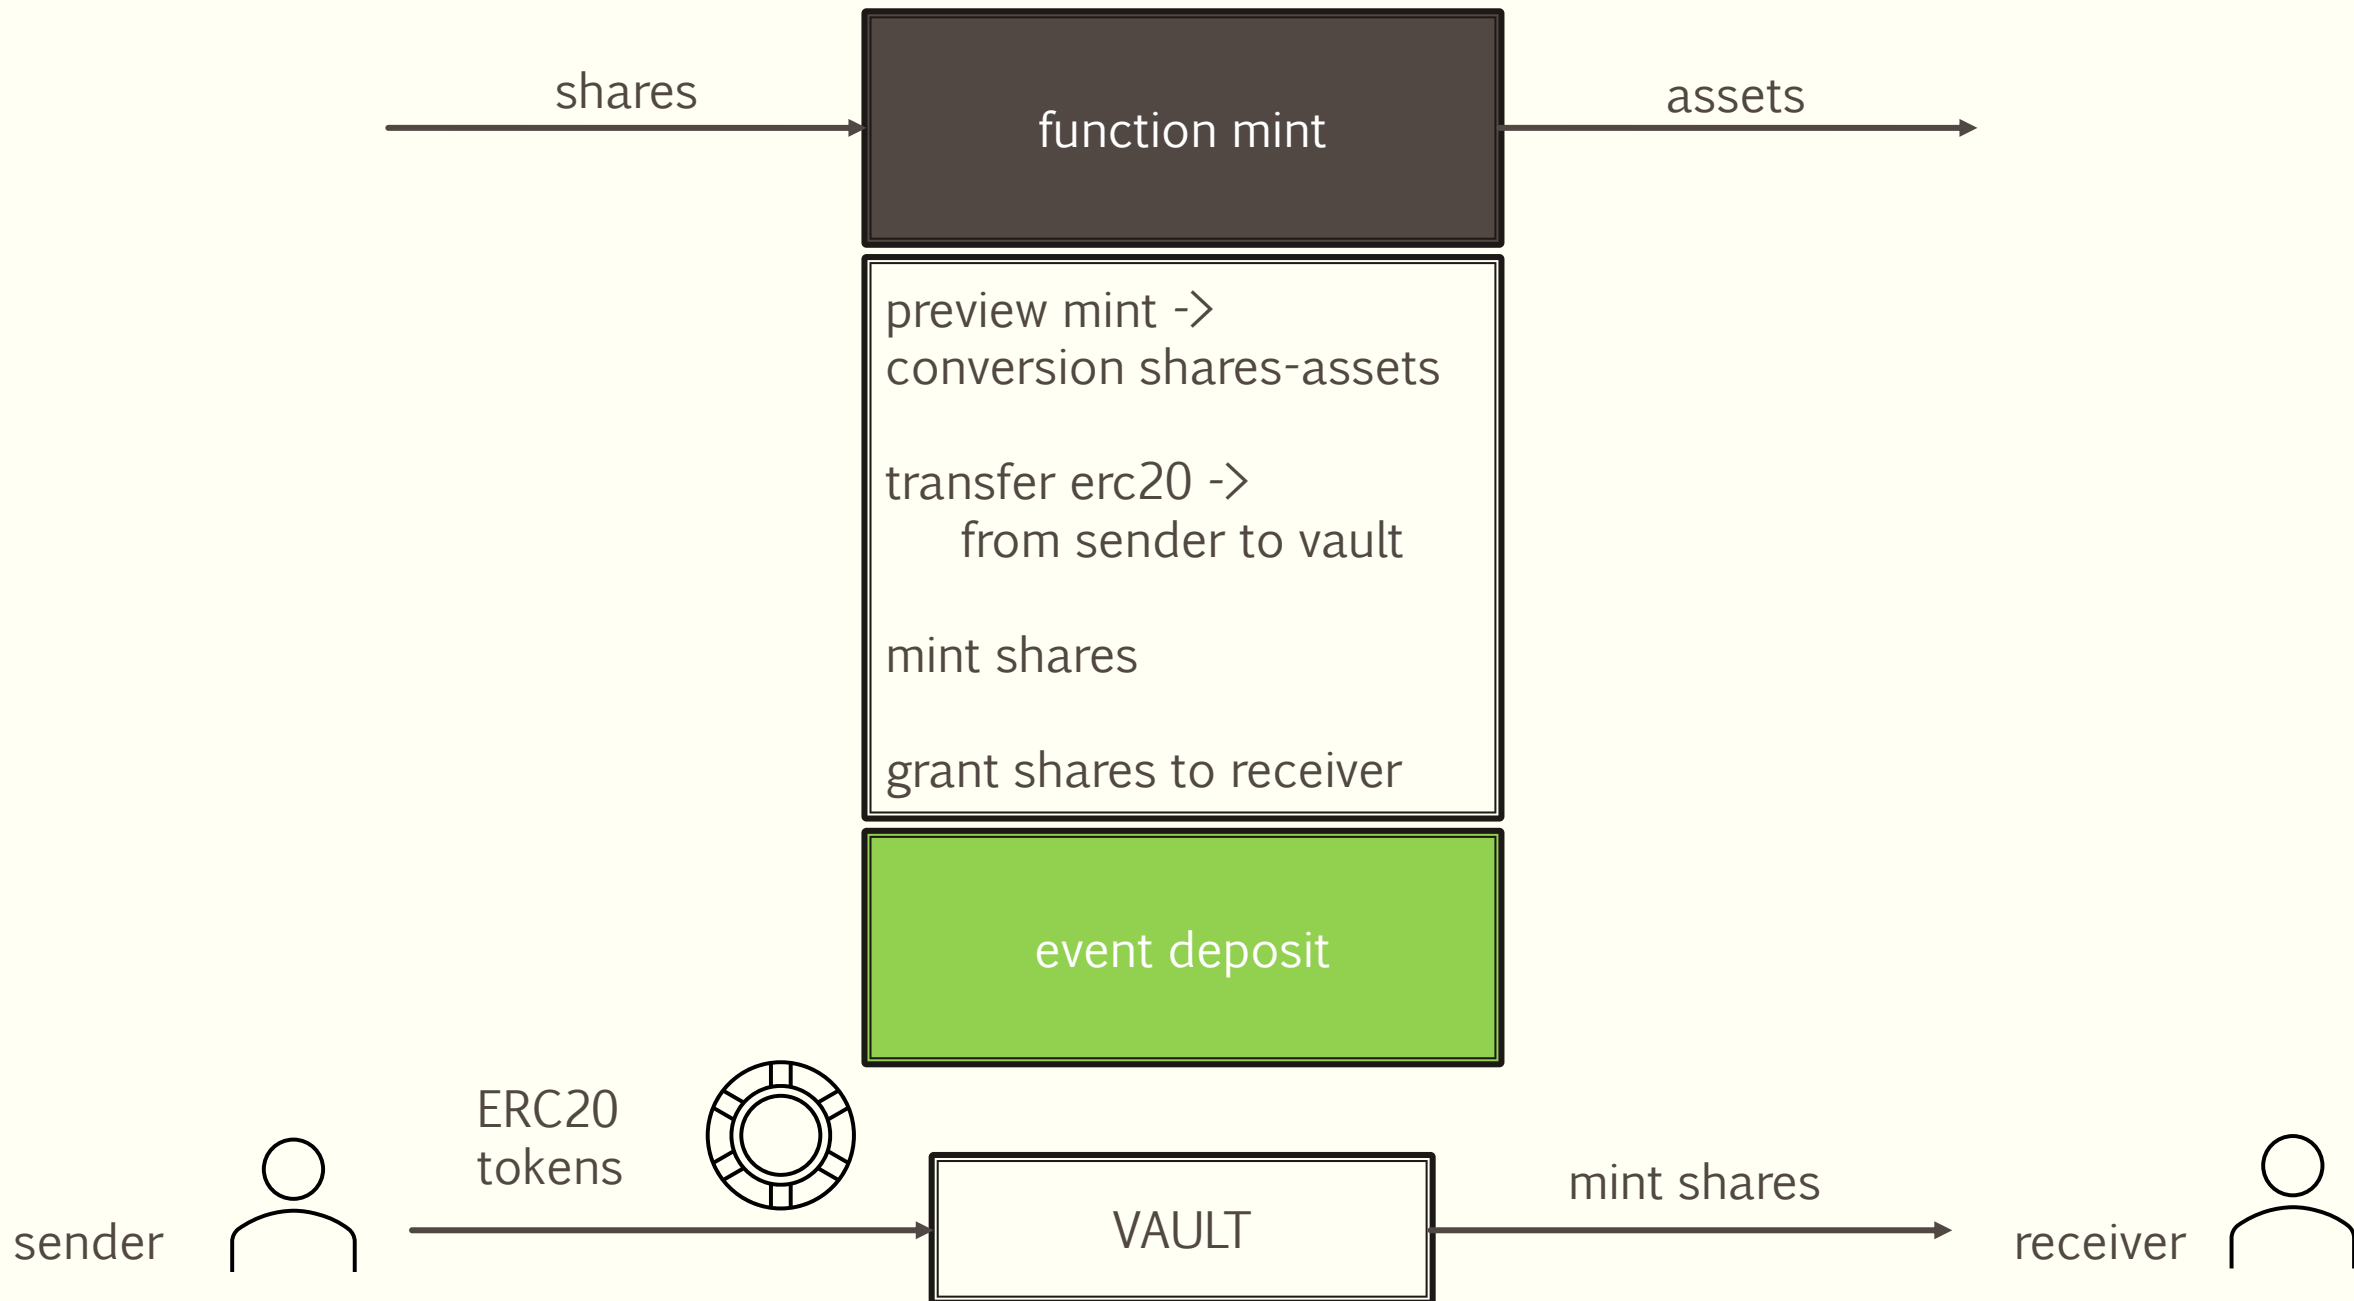 shares
function mint
assets
preview mint ->
conversion shares-assets
transfer erc20 ->
from sender to vault
mint shares
grant shares to receiver
event deposit
ERC20
tokens
sender
VAULT
mint shares
receiver